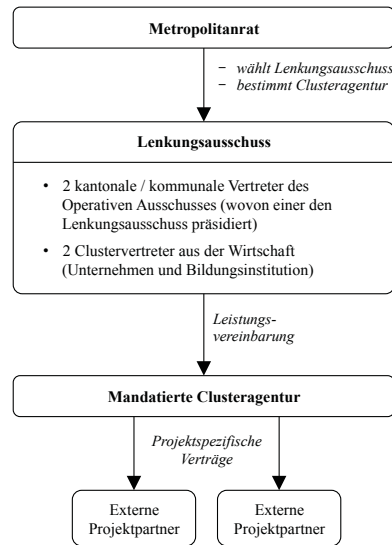 Metropolitanrat
– wählt Lenkungsausschuss
– bestimmt Clusteragentur
Lenkungsausschuss
• 2 kantonale / kommunale Vertreter des
Operativen Ausschusses (wovon einer den
Lenkungsausschuss präsidiert)
• 2 Clustervertreter aus der Wirtschaft
(Unternehmen und Bildungsinstitution)
Leistungs-
vereinbarung
Mandatierte Clusteragentur
Projektspezifische
Verträge
Externe
Projektpartner
Externe
Projektpartner